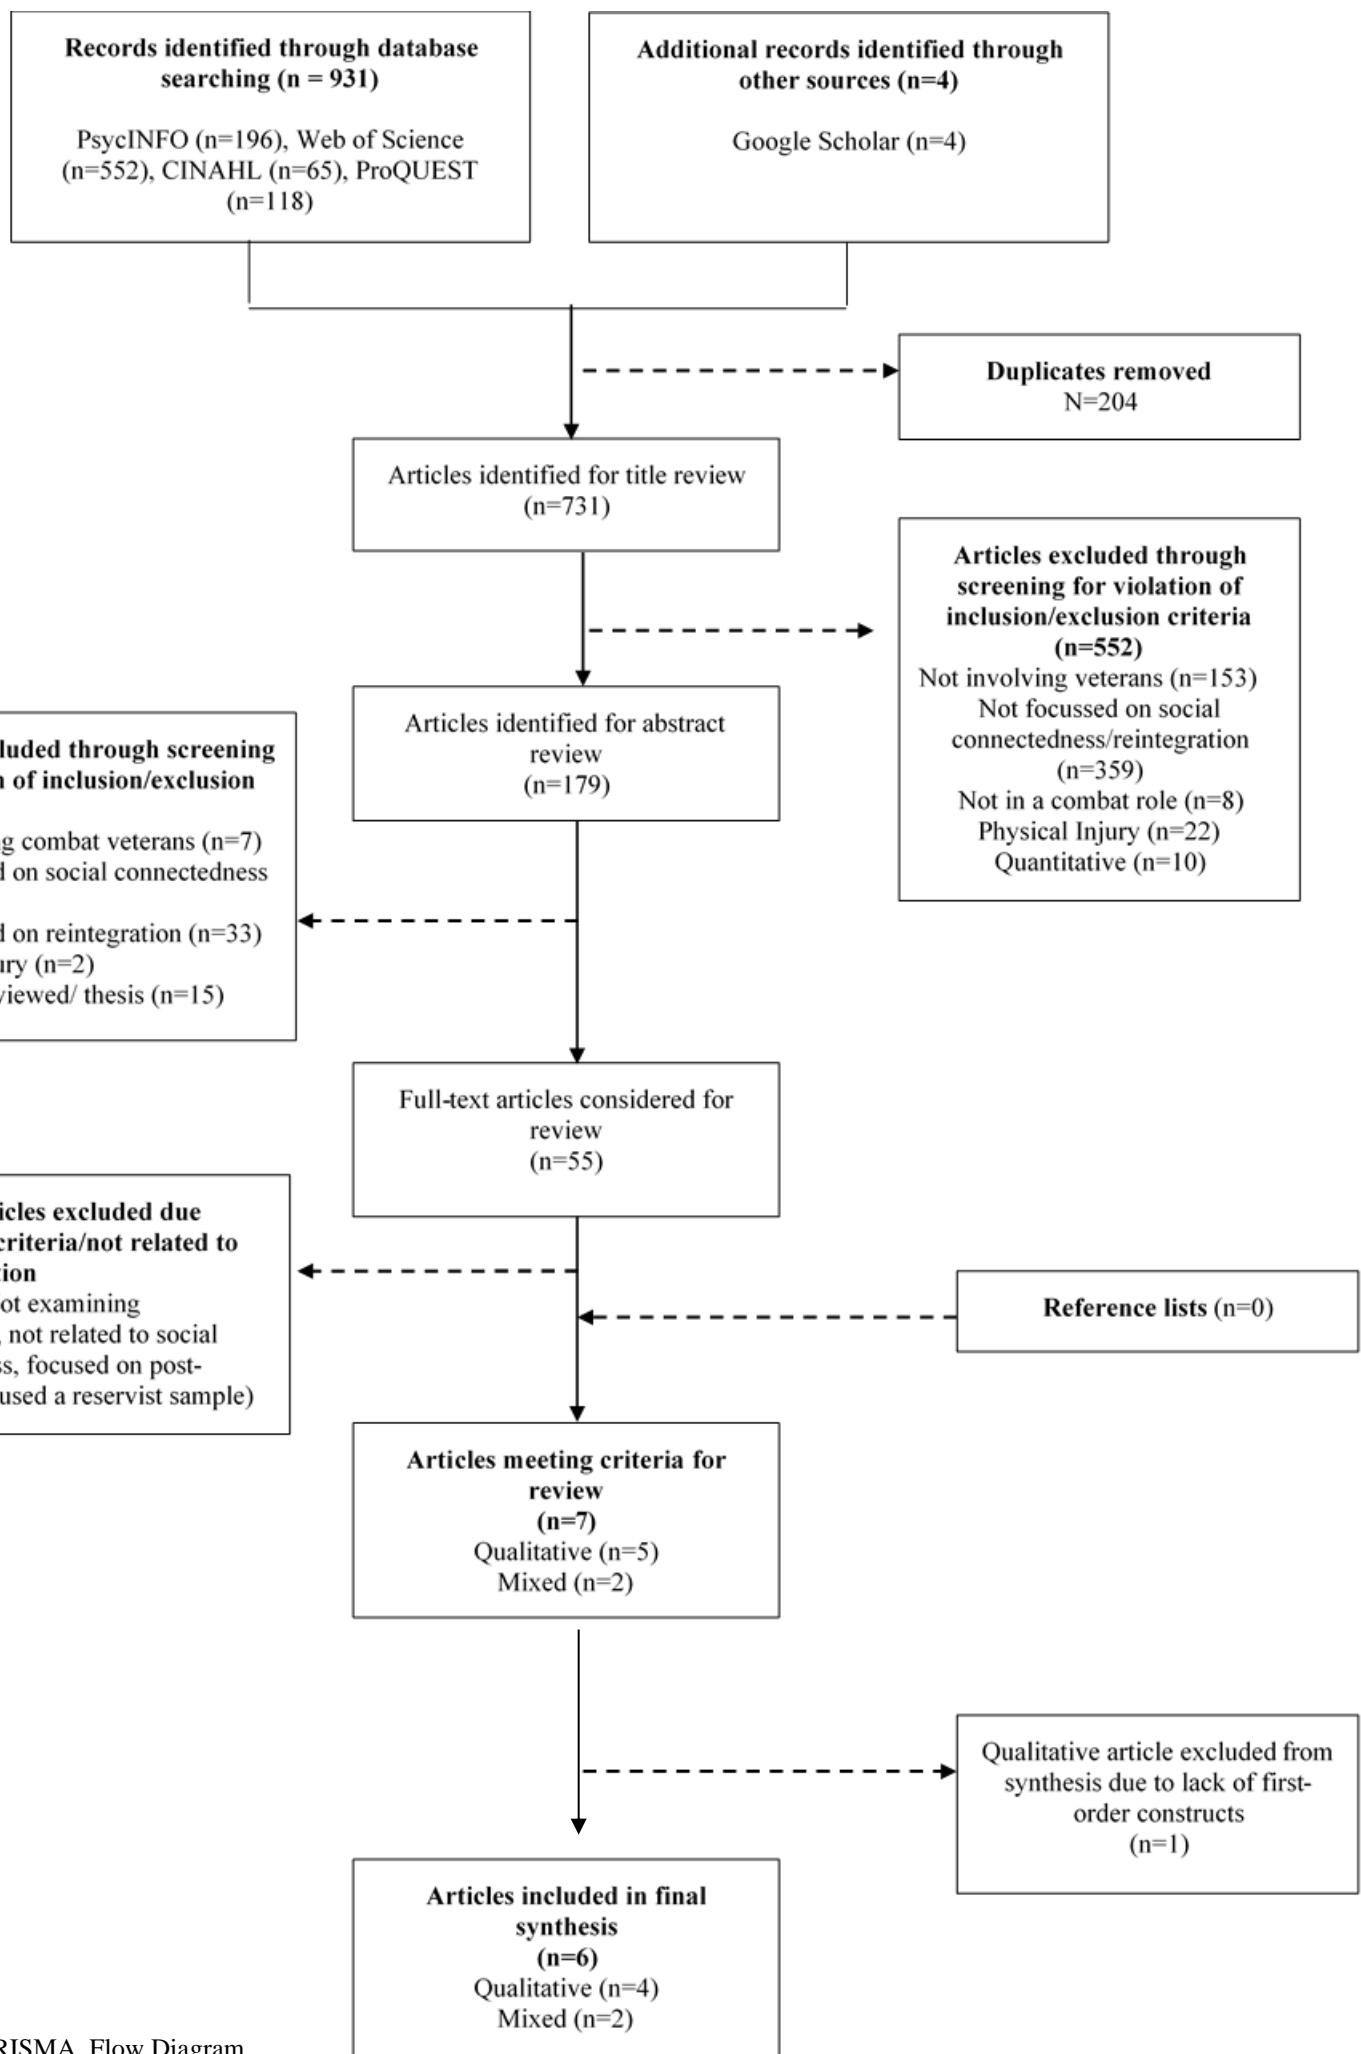 Records identified through database
searching (n = 931)
PsycINFO (n=196), Web of Science
(n=552), CINAHL (n=65), ProQUEST
(n=118)
Additional records identified through
other sources (n=4)
Google Scholar (n=4)
Duplicates removed
N=204
Articles identified for title review
(n=731)
Articles excluded through
screening for violation of
inclusion/exclusion criteria
(n=552)
Not involving veterans (n=153)
Not focussed on social
connectedness/reintegration
(n=359)
Not in a combat role (n=8)
Physical Injury (n=22)
Quantitative (n=10)
Articles identified for abstract
review
(n=179)
through screening
of inclusion/exclusion
combat veterans (n=7)
on social connectedness
on reintegration (n=33)
(n=2)
thesis (n=15)
Full-text articles considered for
review
(n=55)
excluded due
criteria/not related to
examining
, not related to social
focused on post-
used a reservist sample)
Reference lists (n=0)
Articles meeting criteria for
review
(n=7)
Qualitative (n=5)
Mixed (n=2)
Qualitative article excluded from
synthesis due to lack of first-
order constructs
(n=1)
Articles included in final
synthesis
(n=6)
Qualitative (n=4)
Mixed (n=2)
Flow Diagram